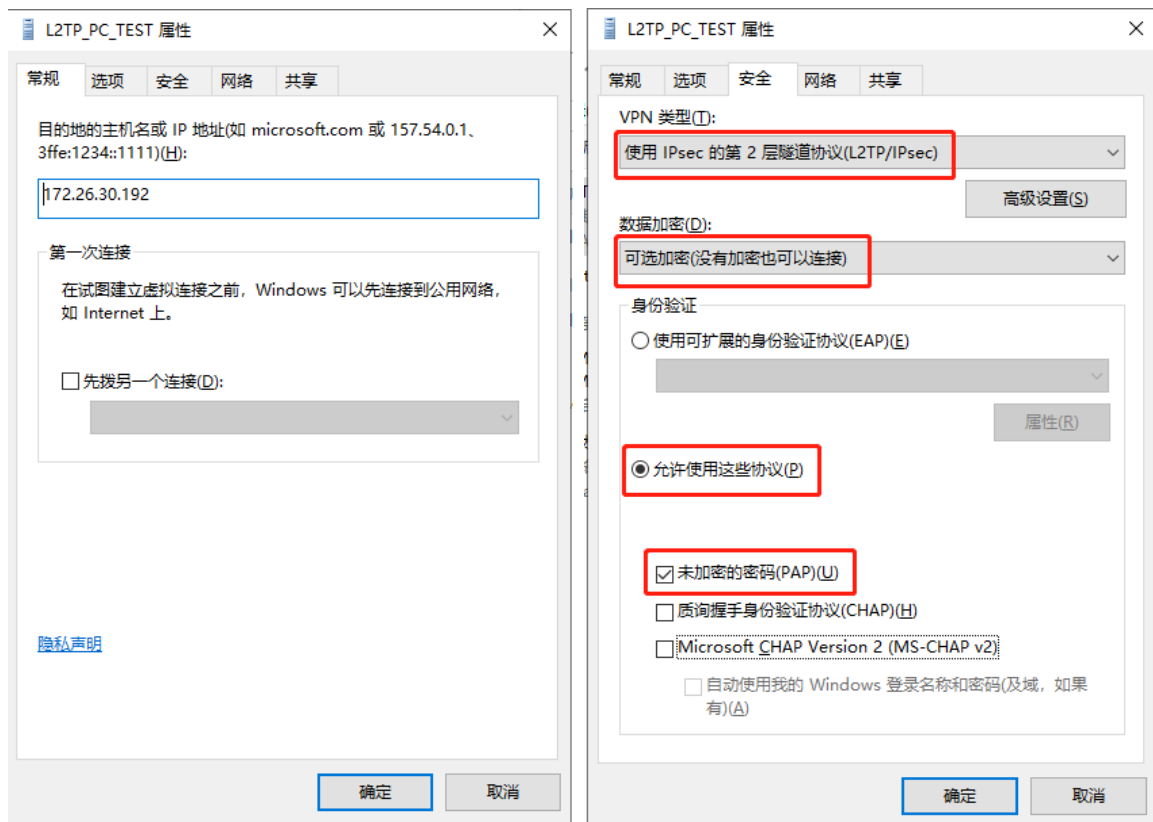 L2TP_PC_TEST 属性
常规
选项
安全
网络
共享
目的地的主机名或 IP 地址(如 microsoft.com 或 157.54.0.1、
3ffe:1234::1111)(H):
172.26.30.192
第一次连接
在试图建立虚拟连接之前，Windows 可以先连接到公用网络，
如 Internet 上。
先拨另一个连接(D):
隐私声明
确定
取消
L2TP_PC_TEST 属性
常规
选项
安全
网络
共享
VPN 类型(T):
使用 IPsec 的第 2 层隧道协议(L2TP/IPsec)
高级设置(S)
数据加密(D):
可选加密(没有加密也可以连接)
身份验证
使用可扩展的身份验证协议(EAP)(E)
属性(R)
允许使用这些协议(P)
未加密的密码(PAP)(U)
质询握手身份验证协议(CHAP)(H)
Microsoft CHAP Version 2 (MS-CHAP v2)
自动使用我的 Windows 登录名称和密码(及域，如果
有)(A)
确定
取消